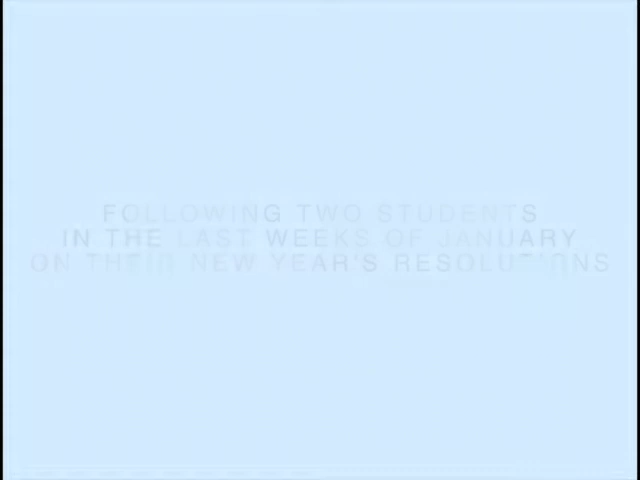 FOLLOWING TWO STUDENTS
IN THE LAST WEEKS OF JANUARY
ON THEIR NEW YEAR'S RESOLUTIONS